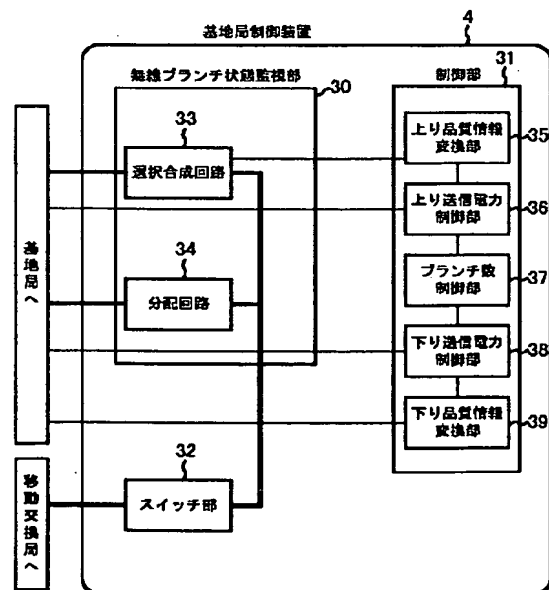 基地局制御装置
4
無線ブランチ状態監視部
30
制御部
31
33
選択合成回路
上り品質情報
変換部
35
上り送信電力
制御部
36
基地局へ
34
分配回路
ブランチ数
制御部
37
下り送信電力
制御部
38
下り品質情報
変換部
39
32
スイッチ部
移動交換局へ